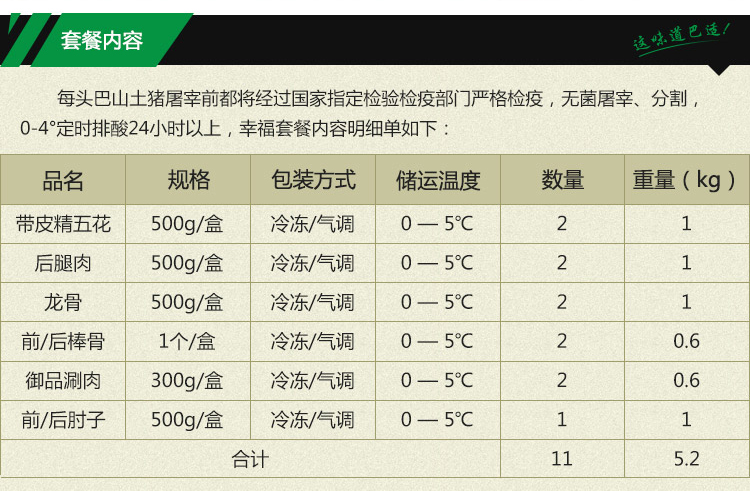 套餐内容
这味道巴适!
每头巴山土猪屠宰前都将经过国家指定检验检疫部门严格检疫，无菌屠宰、分割，
0-4°定时排酸24小时以上，幸福套餐内容明细单如下：
品名 规格 包装方式 储运温度 数量 重量（kg）
带皮精五花 500g/盒 冷冻/气调 0 — 5℃ 2 1
后腿肉 500g/盒 冷冻/气调 0 — 5℃ 2 1
龙骨 500g/盒 冷冻/气调 0 — 5℃ 2 1
前/后棒骨 1个/盒 冷冻/气调 0 — 5℃ 2 0.6
御品涮肉 300g/盒 冷冻/气调 0 — 5℃ 2 0.6
前/后肘子 500g/盒 冷冻/气调 0 — 5℃ 1 1
合计 11 5.2